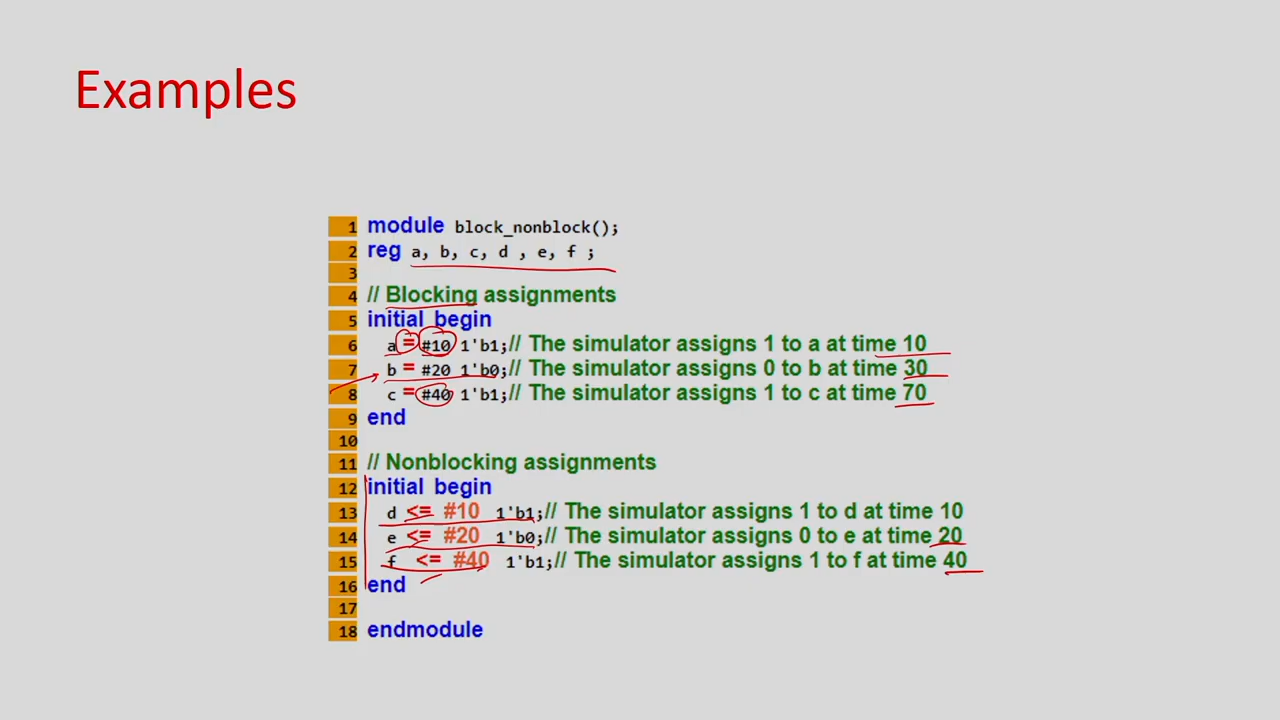 Examples
1 module block_nonblock();
2 reg a, b, c, d , e, f ;
3
4 // Blocking assignments
5 initial begin
6 a = #10 1'b1;// The simulator assigns 1 to a at time 10
7 b = #20 1'b0;// The simulator assigns 0 to b at time 30
8 c = #40 1'b1;// The simulator assigns 1 to c at time 70
9 end
10
11 // Nonblocking assignments
12 initial begin
13 d <= #10 1'b1;// The simulator assigns 1 to d at time 10
14 e <= #20 1'b0;// The simulator assigns 0 to e at time 20
15 f <= #40 1'b1;// The simulator assigns 1 to f at time 40
16 end
17
18 endmodule